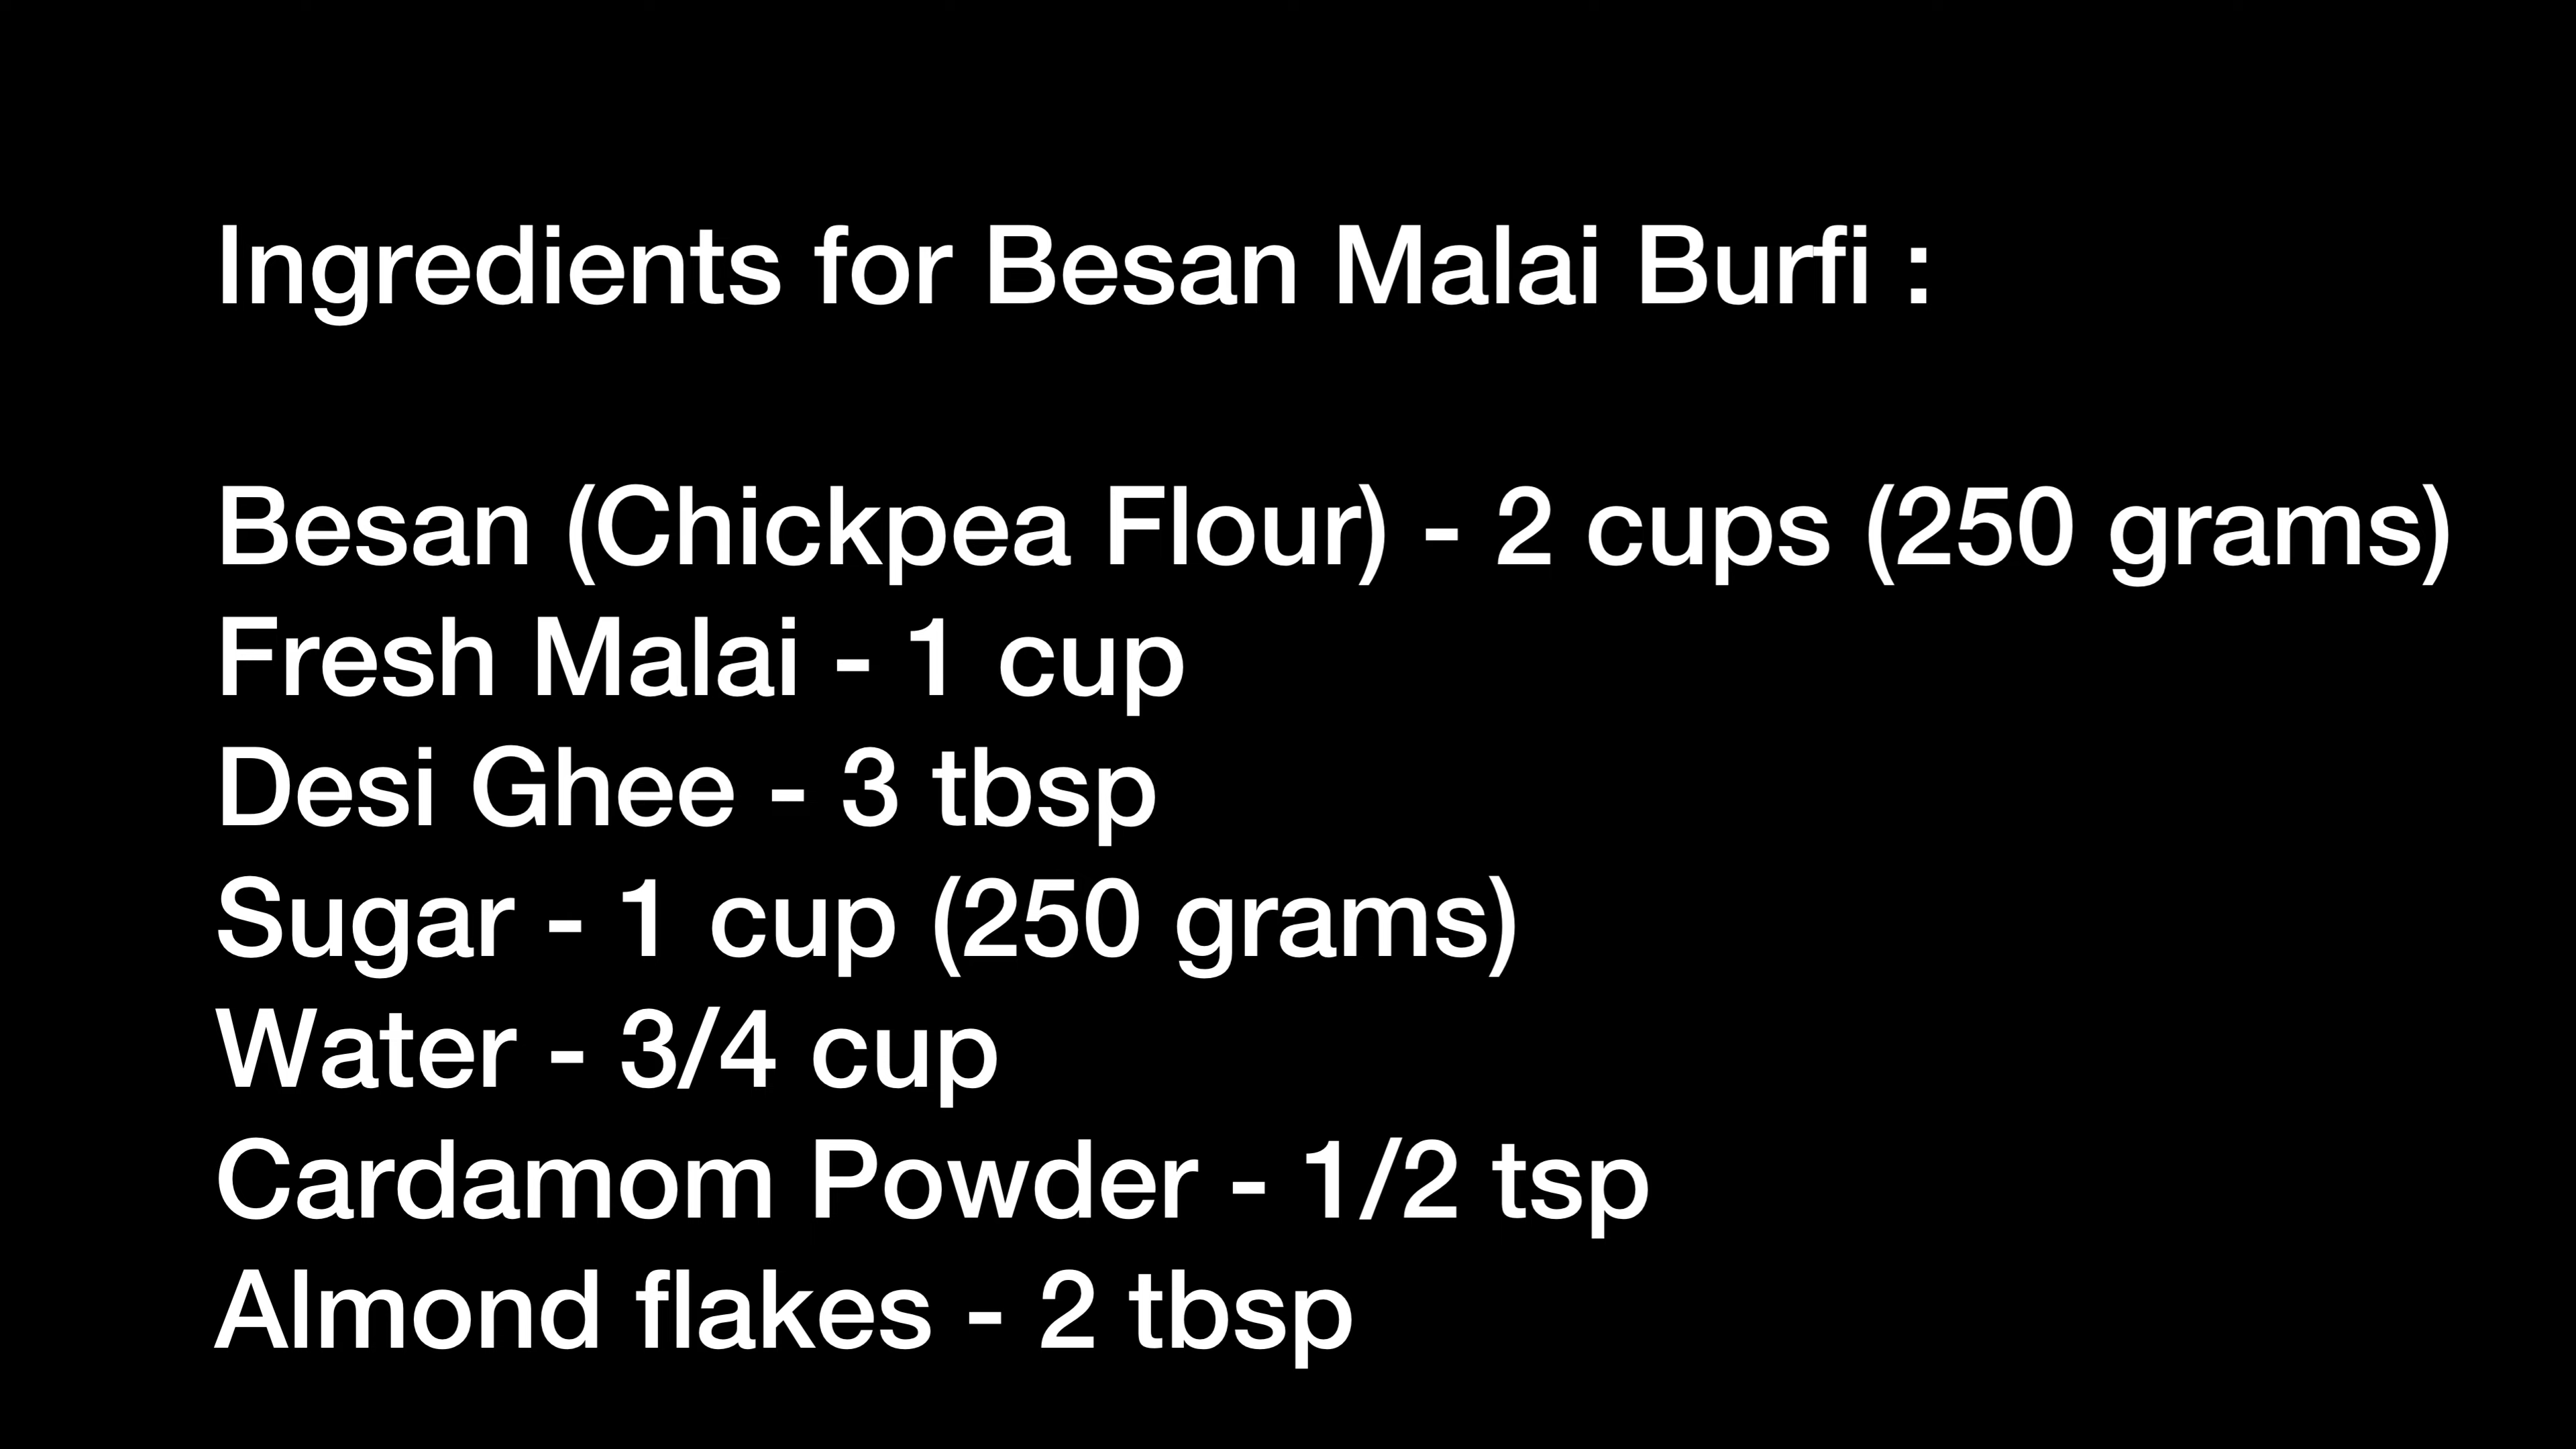 Ingredients for Besan Malai Burfi :
Besan (Chickpea Flour) - 2 cups (250 grams)
Fresh Malai - 1 cup
Desi Ghee - 3 tbsp
Sugar - 1 cup (250 grams)
Water - 3/4 cup
Cardamom Powder - 1/2 tsp
Almond flakes - 2 tbsp